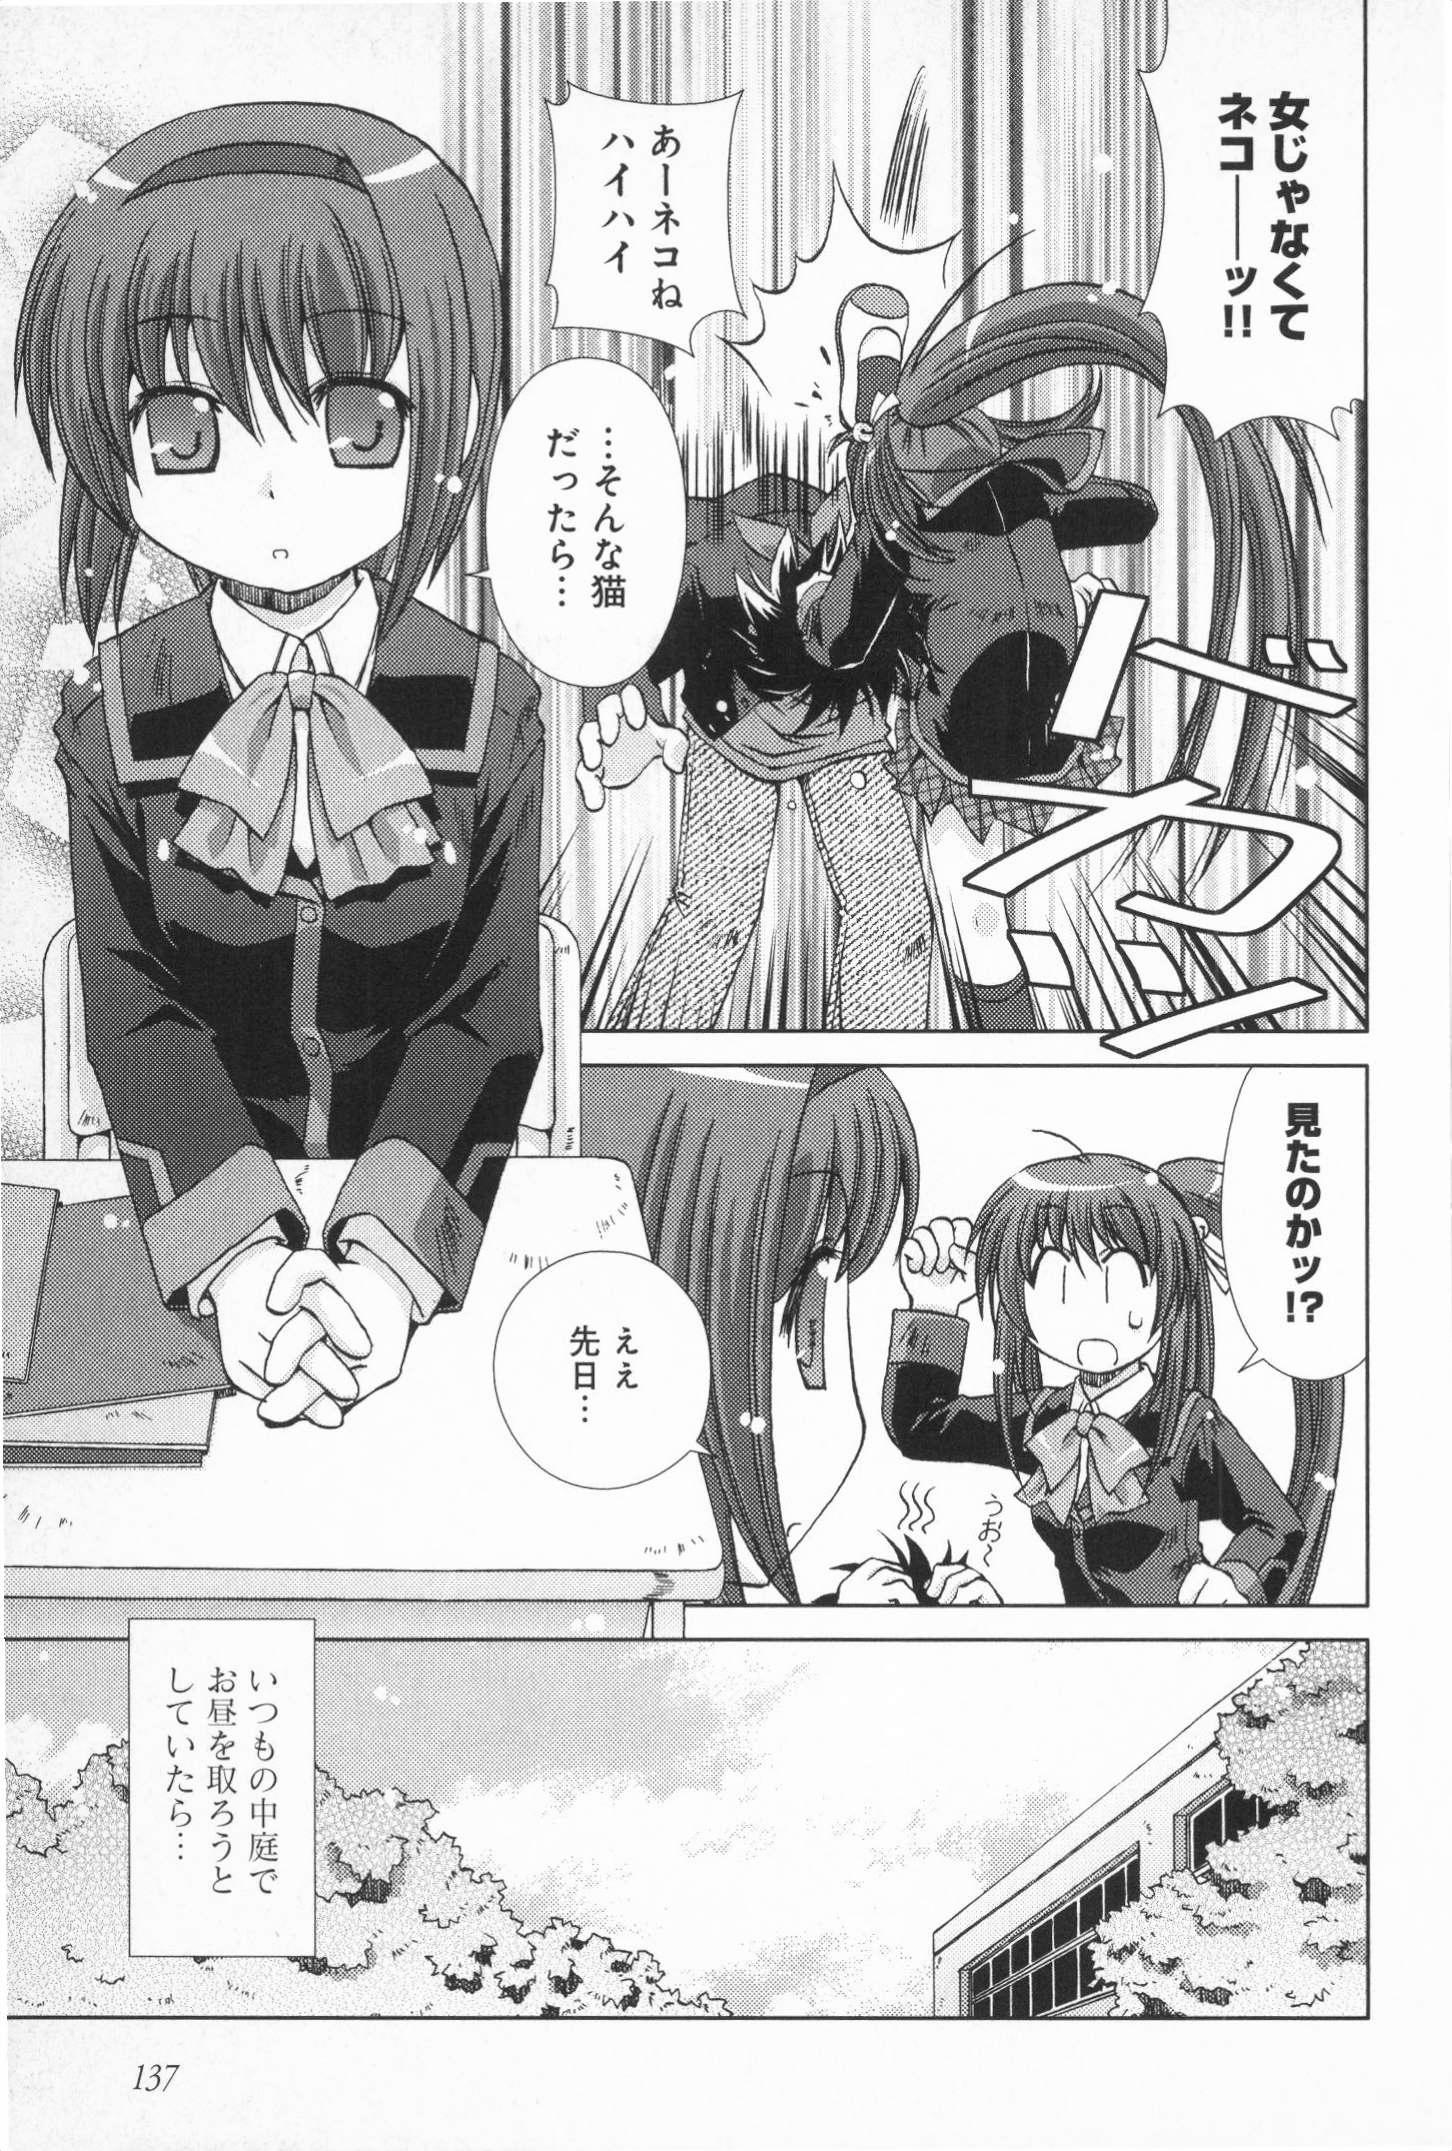 女じゃなくて
ネコ――ッ!!
あーネコね
ハイハイ
…そんな猫
だったら…
ドカッ
見たのかッ!?
ええ
先日…
うお~
いつもの中庭で
お昼を取ろうと
していたら…
137